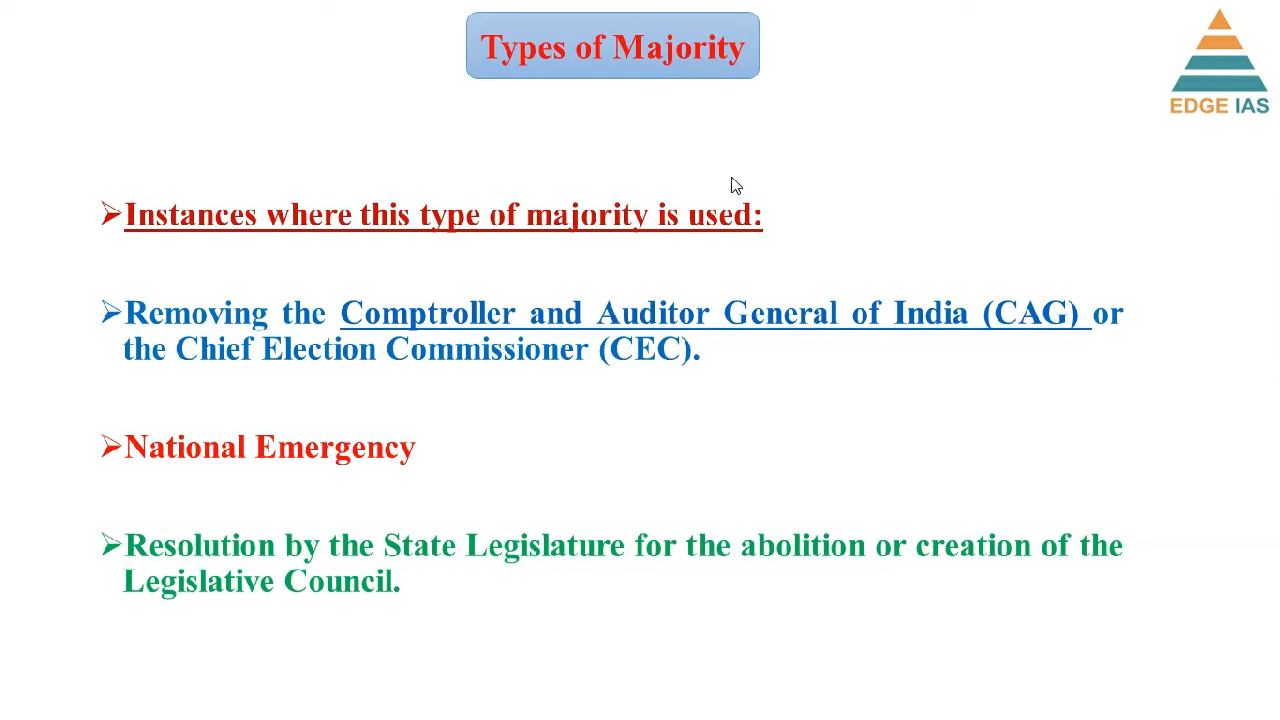 Types of Majority
EDGE IAS
➢Instances where this type of majority is used:
➢Removing the Comptroller and Auditor General of India (CAG) or
the Chief Election Commissioner (CEC).
➢National Emergency
➢Resolution by the State Legislature for the abolition or creation of the
Legislative Council.